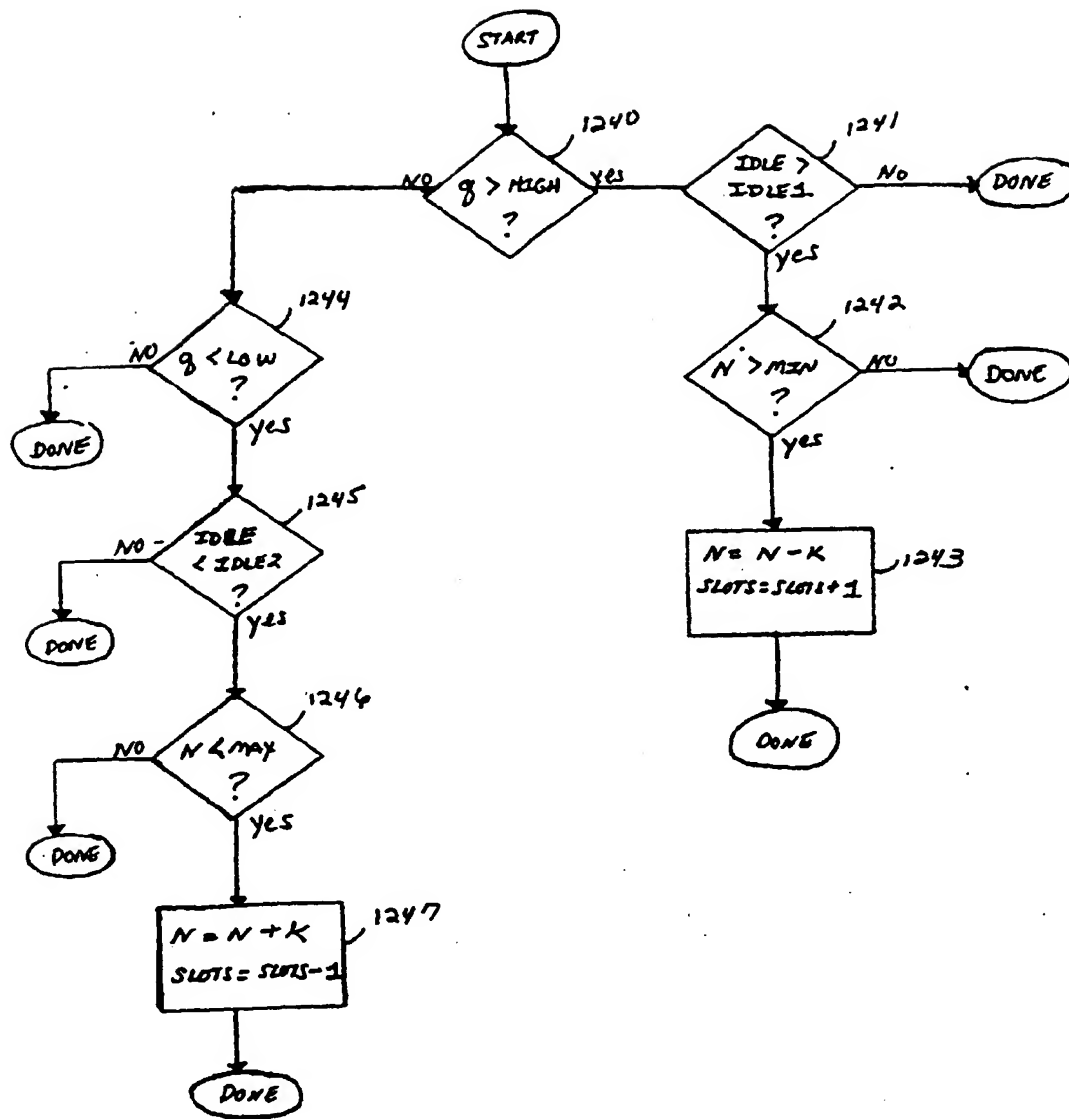 START
1240
q > HIGH
?
NO
yes
1241
IDLE >
IDLE1
?
NO
DONE
yes
1242
N > MIN
?
NO
DONE
yes
1243
N = N - K
SLOTS = SLOTS + 1
DONE
1244
q < LOW
?
NO
DONE
yes
1245
IDLE
< IDLE2
?
NO
DONE
yes
1246
N < MAX
?
NO
DONE
yes
1247
N = N + K
SLOTS = SLOTS - 1
DONE